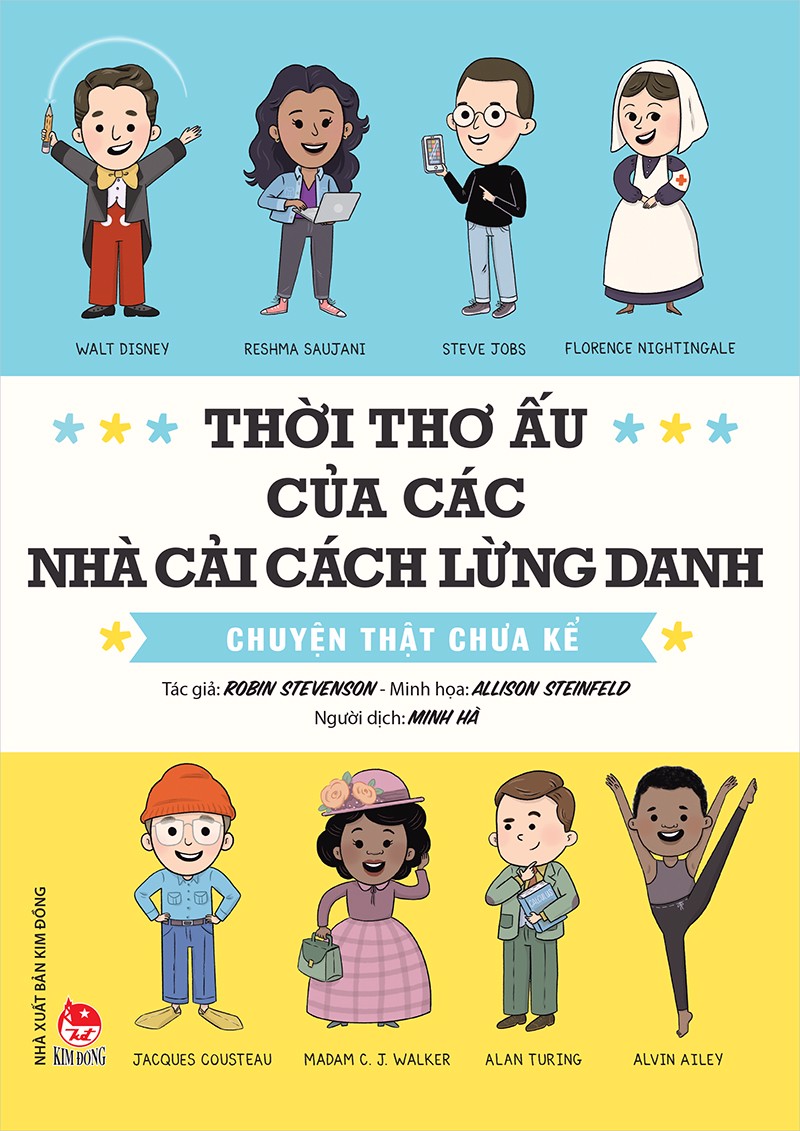 WALT DISNEY
RESHMA SAUJANI
STEVE JOBS
FLORENCE NIGHTINGALE
THỜI THƠ ẤU
CỦA CÁC
NHÀ CẢI CÁCH LỪNG DANH
CHUYỆN THẬT CHƯA KỂ
Tác giả: ROBIN STEVENSON - Minh họa: ALLISON STEINFELD
Người dịch: MINH HÀ
NHÀ XUẤT BẢN KIM ĐỒNG
KIM ĐỒNG
JACQUES COUSTEAU
MADAM C. J. WALKER
ALAN TURING
ALVIN AILEY